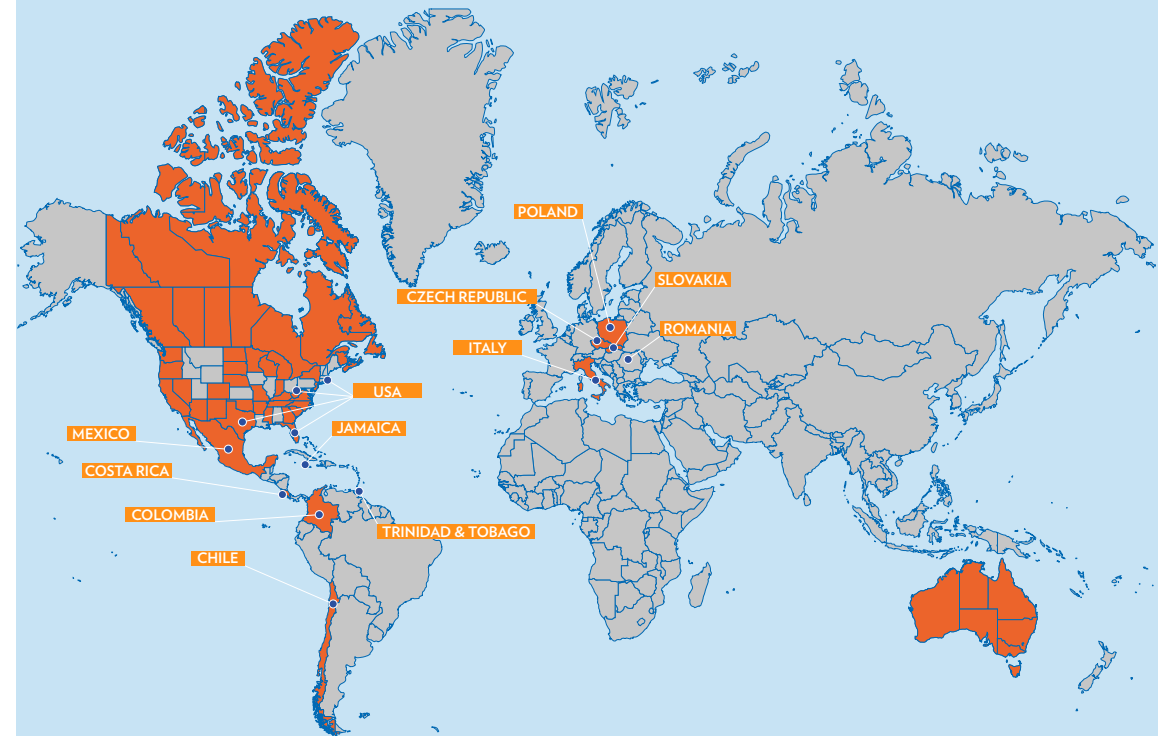 POLAND
SLOVAKIA
CZECH REPUBLIC
ROMANIA
ITALY
USA
JAMAICA
MEXICO
COSTA RICA
COLOMBIA
TRINIDAD & TOBAGO
CHILE